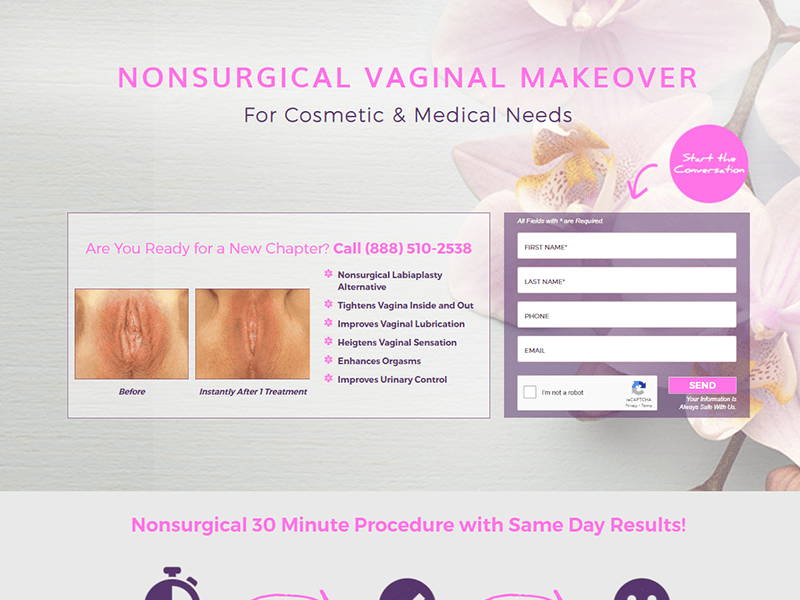 NONSURGICAL VAGINAL MAKEOVER
For Cosmetic & Medical Needs
Start the
Conversation
All Fields with * are Required.
Are You Ready for a New Chapter? Call (888) 510-2538
FIRST NAME*
LAST NAME*
PHONE
EMAIL
Nonsurgical Labiaplasty
Alternative
Tightens Vagina Inside and Out
Improves Vaginal Lubrication
Heigtens Vaginal Sensation
Enhances Orgasms
Improves Urinary Control
Before
Instantly After 1 Treatment
I'm not a robot
reCAPTCHA
Privacy - Terms
SEND
Your Information Is
Always Safe With Us.
Nonsurgical 30 Minute Procedure with Same Day Results!